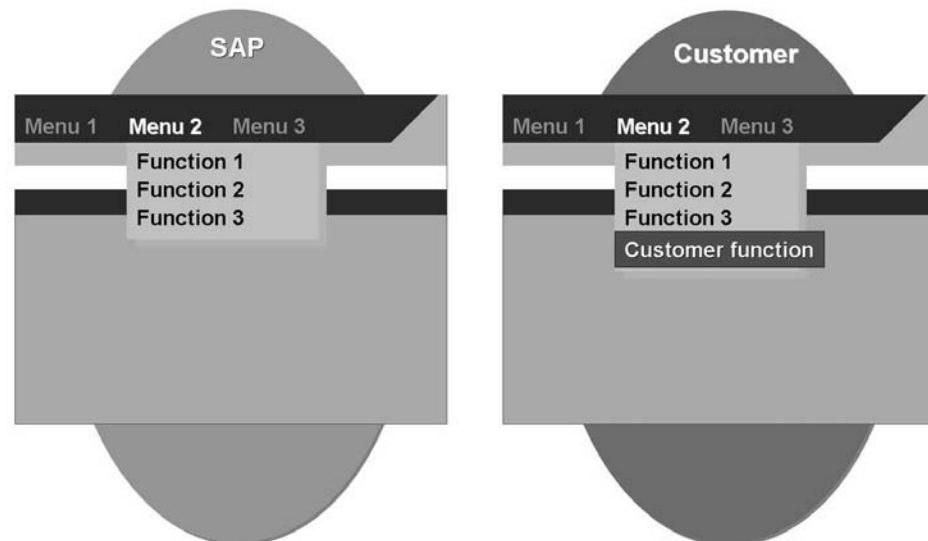 SAP
Menu 1 Menu 2 Menu 3
Function 1
Function 2
Function 3
Customer
Menu 1 Menu 2 Menu 3
Function 1
Function 2
Function 3
Customer function